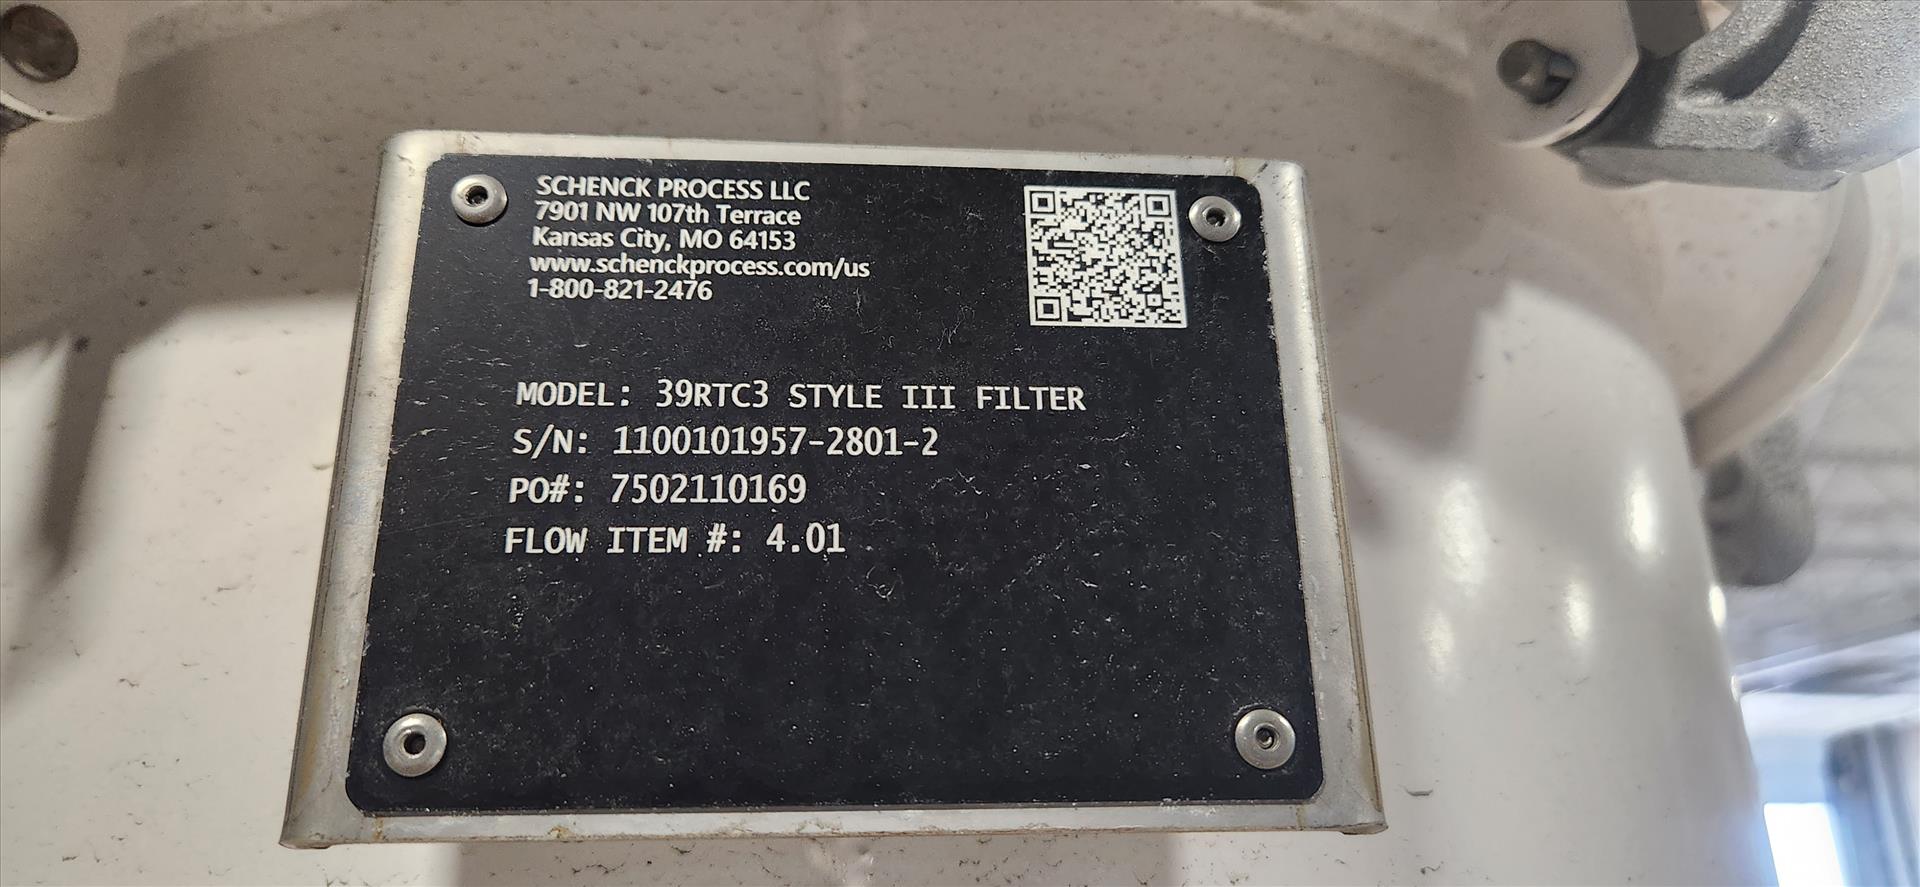 SCHENCK PROCESS LLC
7901 NW 107th Terrace
Kansas City, MO 64153
www.schenckprocess.com/us
1-800-821-2476
MODEL: 39RTC3 STYLE III FILTER
S/N: 1100101957-2801-2
PO#: 7502110169
FLOW ITEM #: 4.01